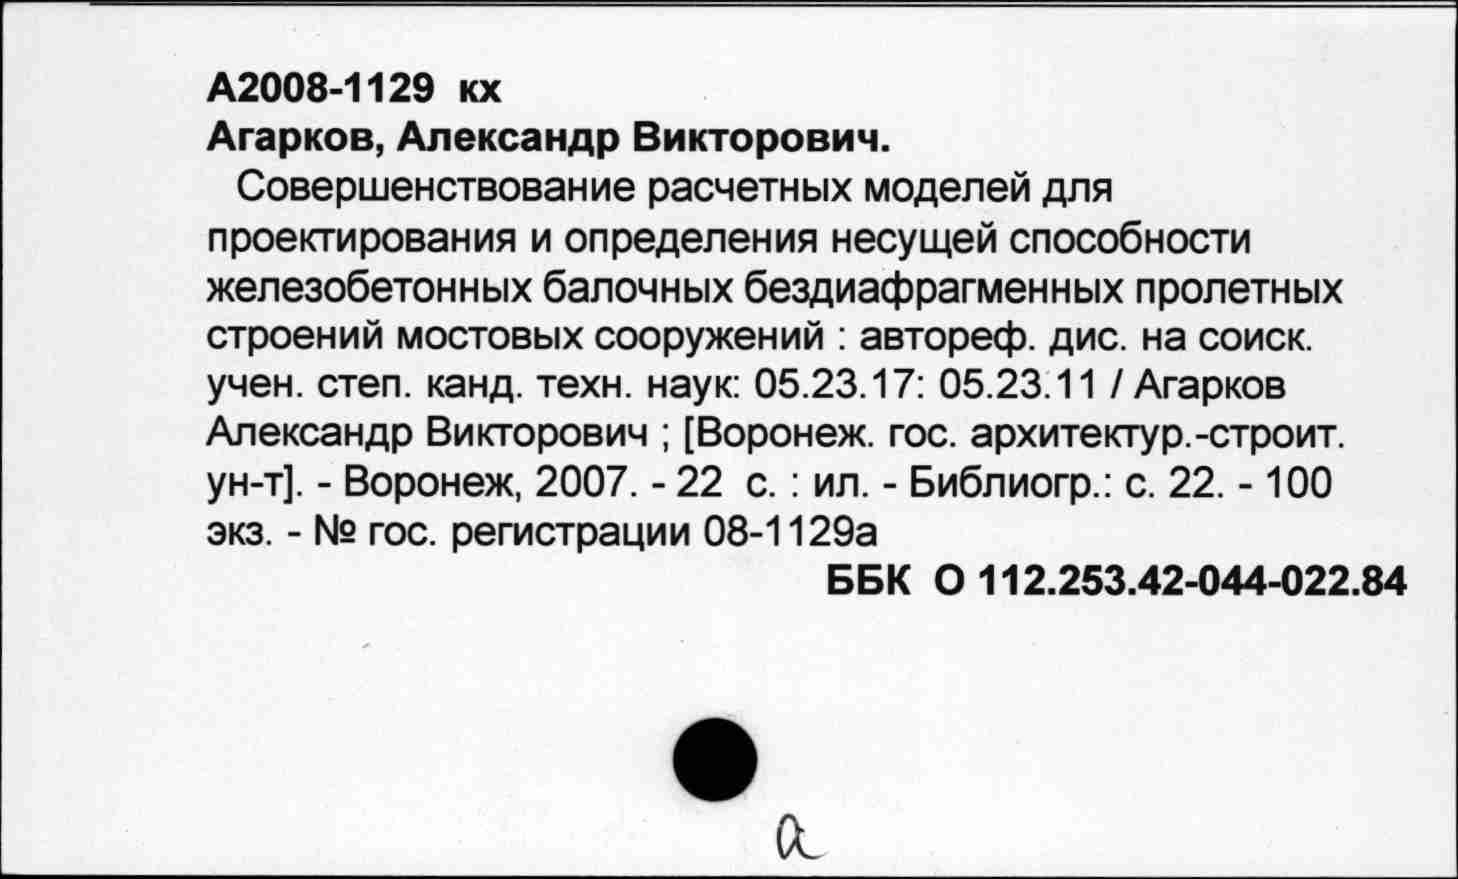 А2008-1129 кх
Агарков, Александр Викторович.
Совершенствование расчетных моделей для
проектирования и определения несущей способности
железобетонных балочных бездиафрагменных пролетных
строений мостовых сооружений : автореф. дис. на соиск.
учен. степ. канд. техн. наук: 05.23.17: 05.23.11 / Агарков
Александр Викторович ; [Воронеж. гос. архитектур.-строит.
ун-т]. - Воронеж, 2007. - 22 с. : ил. - Библиогр.: с. 22. - 100
экз. - № гос. регистрации 08-1129а
ББК О 112.253.42-044-022.84
а